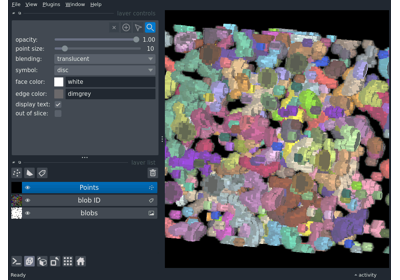 File View Plugins Window Help
layer controls
opacity: 1.00
point size: 10
blending: translucent
symbol: disc
face color: white
edge color: dimgrey
display text:
out of slice:
layer list
Points
blob ID
blobs
Ready
activity